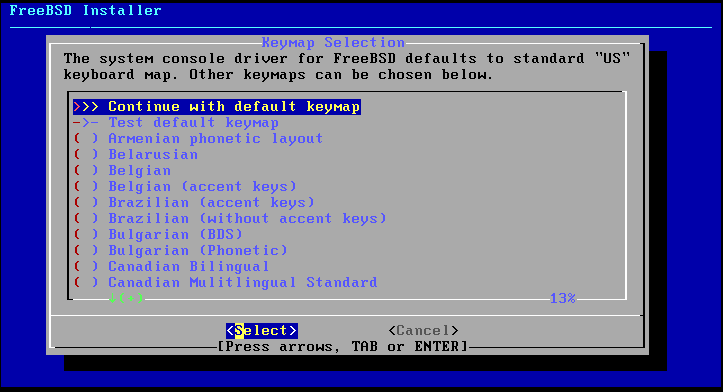 FreeBSD Installer
Keymap Selection
The system console driver for FreeBSD defaults to standard "US"
keyboard map. Other keymaps can be chosen below.
>>> Continue with default keymap
->- Test default keymap
( ) Armenian phonetic layout
( ) Belarusian
( ) Belgian
( ) Belgian (accent keys)
( ) Brazilian (accent keys)
( ) Brazilian (without accent keys)
( ) Bulgarian (BDS)
( ) Bulgarian (Phonetic)
( ) Canadian Bilingual
( ) Canadian Mulitlingual Standard
↓(+) 13%
<Select> <Cancel>
[Press arrows, TAB or ENTER]